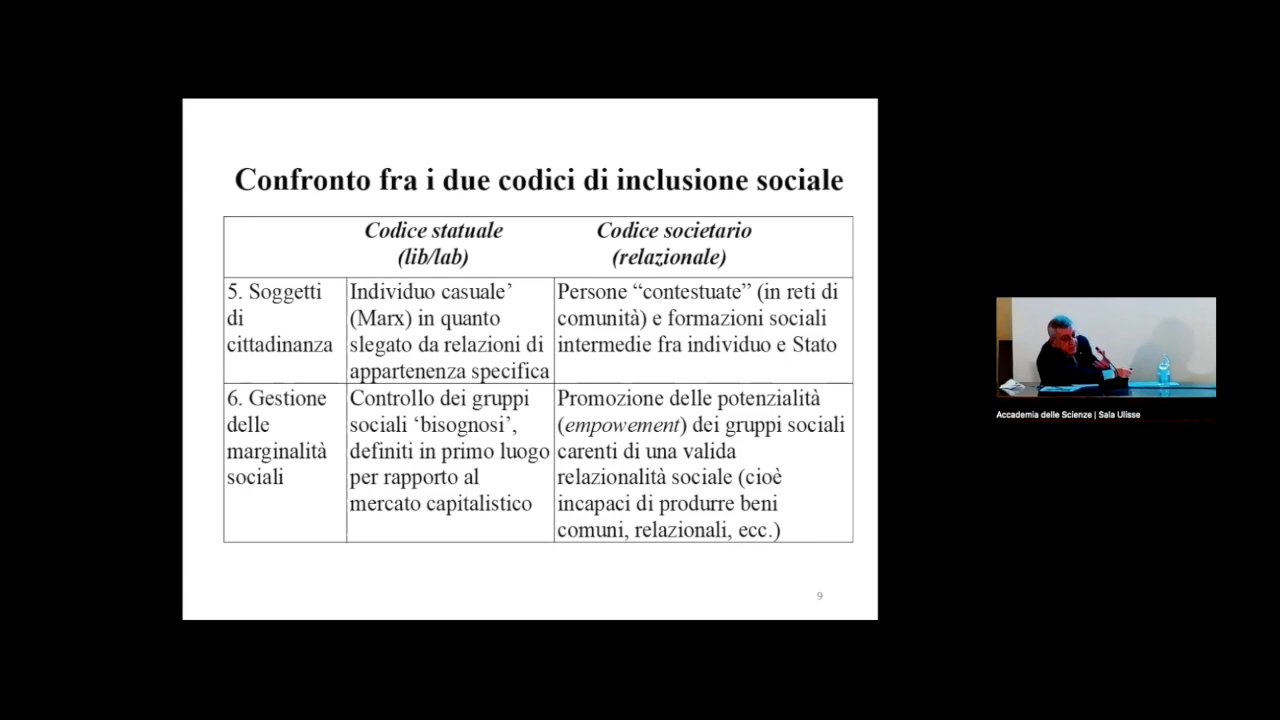 Confronto fra i due codici di inclusione sociale
Codice statuale
(lib/lab)
Codice societario
(relazionale)
5. Soggetti
di
cittadinanza
Individuo casuale’
(Marx) in quanto
slegato da relazioni di
appartenenza specifica
Persone “contestuate” (in reti di
comunità) e formazioni sociali
intermedie fra individuo e Stato
6. Gestione
delle
marginalità
sociali
Controllo dei gruppi
sociali ‘bisognosi’,
definiti in primo luogo
per rapporto al
mercato capitalistico
Promozione delle potenzialità
(empowement) dei gruppi sociali
carenti di una valida
relazionalità sociale (cioè
incapaci di produrre beni
comuni, relazionali, ecc.)
9
Accademia delle Scienze | Sala Ulisse